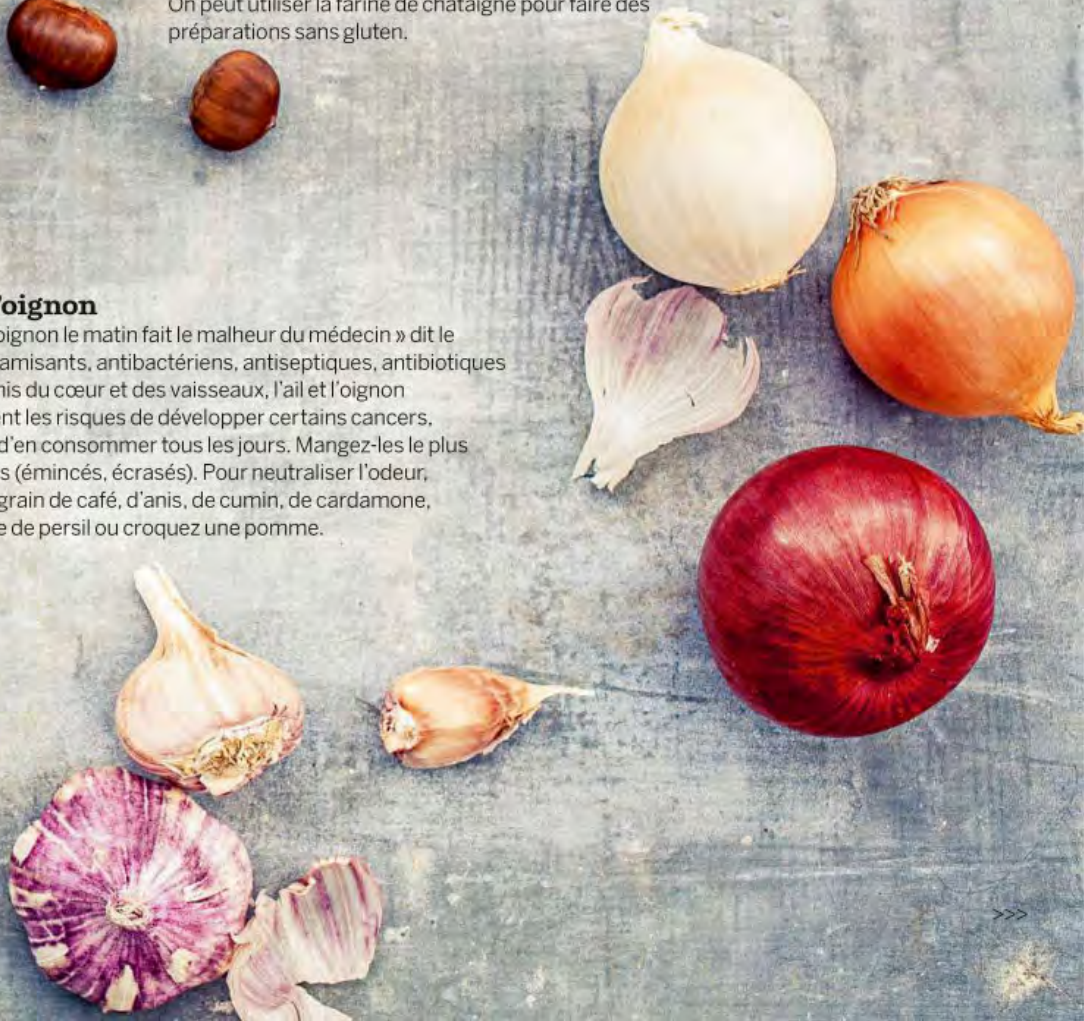 On peut utiliser la farine de châtaigne pour faire des
préparations sans gluten.
'oignon
oignon le matin fait le malheur du médecin » dit le
amisants, antibactériens, antiseptiques, antibiotiques
is du cœur et des vaisseaux, l'ail et l'oignon
nt les risques de développer certains cancers,
d'en consommer tous les jours. Mangez-les le plus
s (émincés, écrasés). Pour neutraliser l'odeur,
grain de café, d'anis, de cumin, de cardamone,
e de persil ou croquez une pomme.
>>>